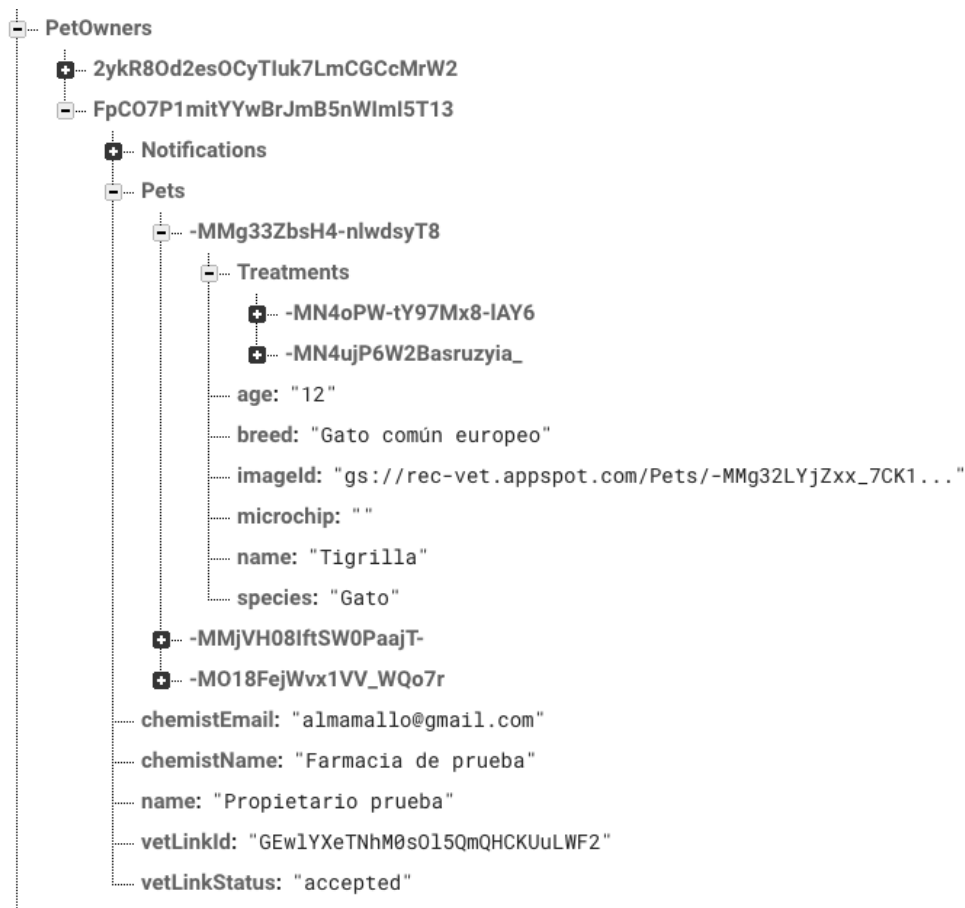 PetOwners
2ykR8Od2esOCyTIuk7LmCGCcMrW2
FpCO7P1mitYYwBrJmB5nWImI5T13
Notifications
Pets
-MMg33ZbsH4-nlwdsyT8
Treatments
-MN4oPW-tY97Mx8-lAY6
-MN4ujP6W2Basruzyia_
age: "12"
breed: "Gato común europeo"
imageId: "gs://rec-vet.appspot.com/Pets/-MMg32LYjZxx_7CK1..."
microchip: ""
name: "Tigrilla"
species: "Gato"
-MMjVH08IftSW0PaajT-
-MO18FejWvx1VV_WQo7r
chemistEmail: "almamallo@gmail.com"
chemistName: "Farmacia de prueba"
name: "Propietario prueba"
vetLinkId: "GEwlYXeTNhM0sOl5QmQHCKUuLWF2"
vetLinkStatus: "accepted"